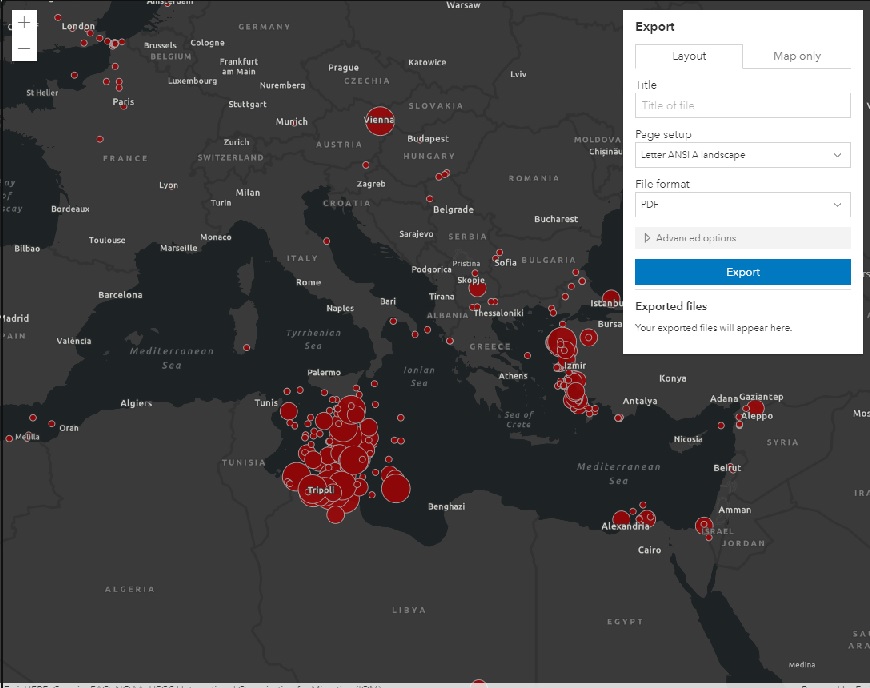 Amsterdam
Warsaw
London
GERMANY
Brussels
Cologne
BELGIUM
Frankfurt
am Main
Prague
Katowice
CZECHIA
Lviv
Luxembourg
Nuremberg
St Helier
Paris
Stuttgart
SLOVAKIA
Vienna
Munich
Budapest
MOLDOVA
Zurich
AUSTRIA
Chișinău
FRANCE
SWITZERLAND
HUNGARY
Lyon
Zagreb
ROMANIA
Milan
Turin
CROATIA
Bordeaux
Belgrade
Bucharest
Toulouse
Monaco
Sarajevo
SERBIA
Bilbao
Marseille
ITALY
Pristina
Sofia
BULGARIA
Podgorica
Skopje
Rome
Barcelona
Tirana
Istanbul
Bari
Naples
ALBANIA
Thessaloniki
Madrid
Bursa
Tyrrhenian
Sea
València
GREECE
Mediterranean
Sea
Izmir
Palermo
Ionian
Sea
Athens
Konya
Algiers
Tunis
Antalya
Adana
Gaziantep
Aleppo
Oran
Sea of
Crete
Melilla
Nicosia
SYRIA
TUNISIA
Mediterranean
Sea
Beirut
Tripoli
Benghazi
Amman
Alexandria
ISRAEL
JORDAN
Cairo
ALGERIA
LIBYA
EGYPT
Medina
Export
Layout
Map only
Title
Title of file
Page setup
Letter ANSI A landscape
File format
PDF
Advanced options
Export
Exported files
Your exported files will appear here.